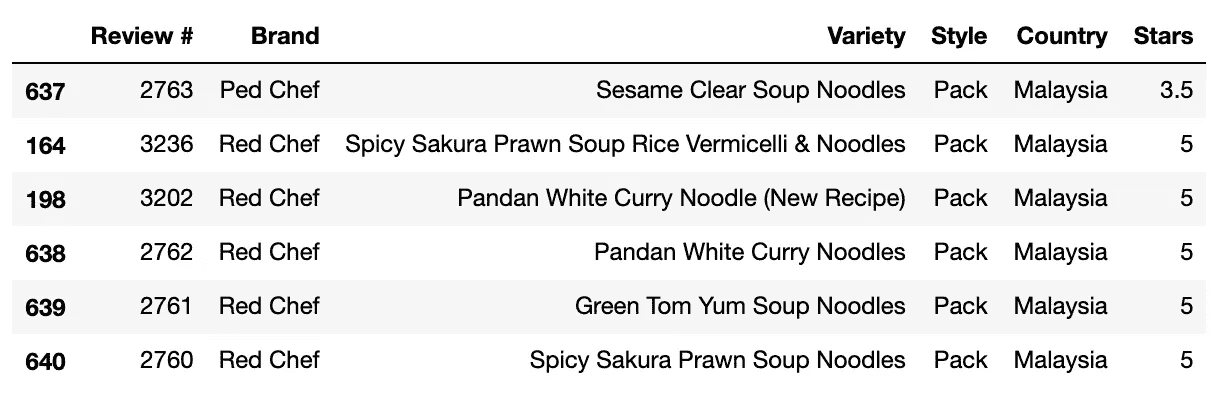 Review # Brand Variety Style Country Stars
637 2763 Ped Chef Sesame Clear Soup Noodles Pack Malaysia 3.5
164 3236 Red Chef Spicy Sakura Prawn Soup Rice Vermicelli & Noodles Pack Malaysia 5
198 3202 Red Chef Pandan White Curry Noodle (New Recipe) Pack Malaysia 5
638 2762 Red Chef Pandan White Curry Noodles Pack Malaysia 5
639 2761 Red Chef Green Tom Yum Soup Noodles Pack Malaysia 5
640 2760 Red Chef Spicy Sakura Prawn Soup Noodles Pack Malaysia 5